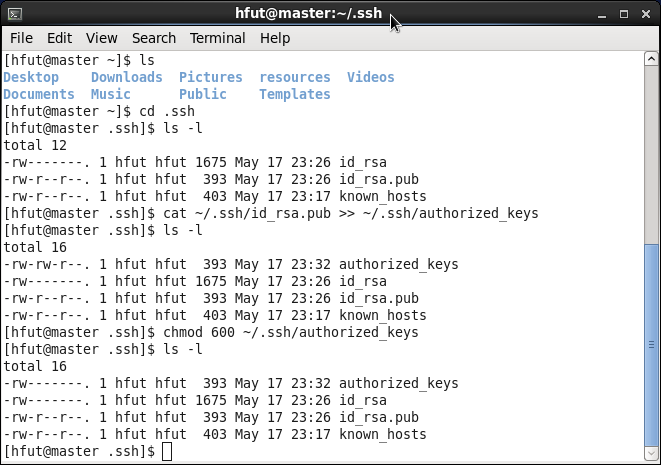 hfut@master:~/.ssh
File Edit View Search Terminal Help
[hfut@master ~]$ ls
Desktop    Downloads  Pictures  resources  Videos
Documents  Music      Public    Templates
[hfut@master ~]$ cd .ssh
[hfut@master .ssh]$ ls -l
total 12
-rw-------. 1 hfut hfut 1675 May 17 23:26 id_rsa
-rw-r--r--. 1 hfut hfut  393 May 17 23:26 id_rsa.pub
-rw-r--r--. 1 hfut hfut  403 May 17 23:17 known_hosts
[hfut@master .ssh]$ cat ~/.ssh/id_rsa.pub >> ~/.ssh/authorized_keys
[hfut@master .ssh]$ ls -l
total 16
-rw-rw-r--. 1 hfut hfut  393 May 17 23:32 authorized_keys
-rw-------. 1 hfut hfut 1675 May 17 23:26 id_rsa
-rw-r--r--. 1 hfut hfut  393 May 17 23:26 id_rsa.pub
-rw-r--r--. 1 hfut hfut  403 May 17 23:17 known_hosts
[hfut@master .ssh]$ chmod 600 ~/.ssh/authorized_keys
[hfut@master .ssh]$ ls -l
total 16
-rw-------. 1 hfut hfut  393 May 17 23:32 authorized_keys
-rw-------. 1 hfut hfut 1675 May 17 23:26 id_rsa
-rw-r--r--. 1 hfut hfut  393 May 17 23:26 id_rsa.pub
-rw-r--r--. 1 hfut hfut  403 May 17 23:17 known_hosts
[hfut@master .ssh]$